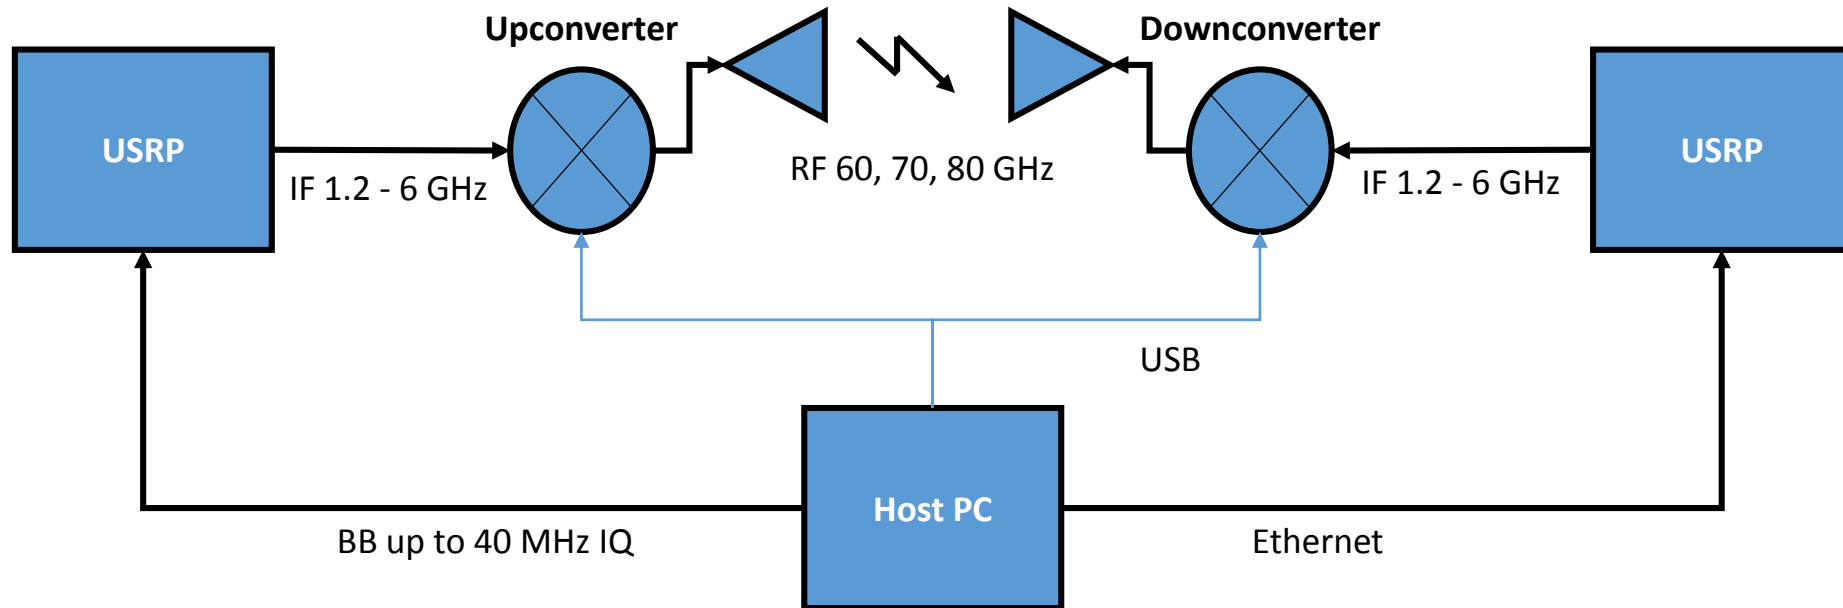 Upconverter
Downconverter
USRP
IF 1.2 - 6 GHz
RF 60, 70, 80 GHz
IF 1.2 - 6 GHz
USRP
USB
Host PC
BB up to 40 MHz IQ
Ethernet